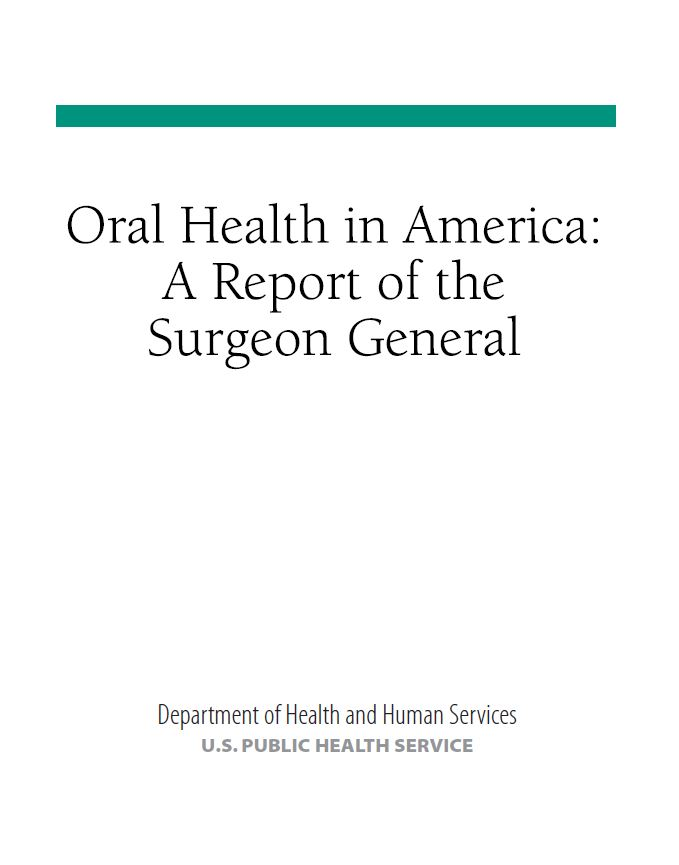 Oral Health in America:
A Report of the
Surgeon General
Department of Health and Human Services
U.S. PUBLIC HEALTH SERVICE